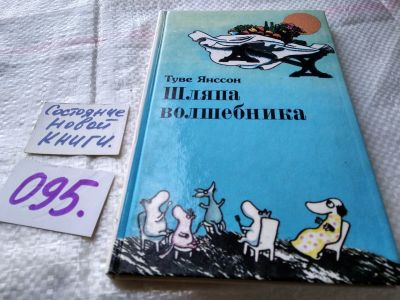 Туве Янссон
Шляпа
волшебника
Состояние
новой
книги.
095.